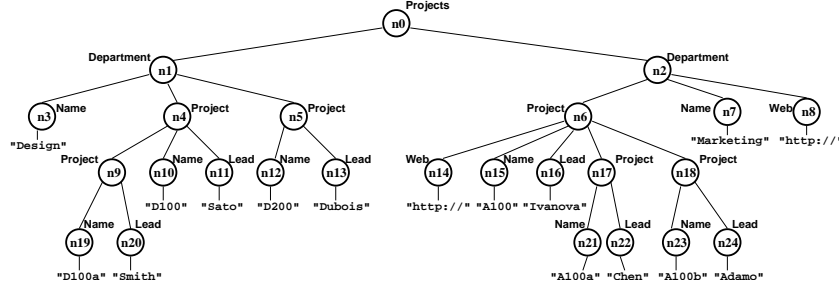 Projects
n0
Department Department
n1 n2
Name Project Project Project Name Web
n3 n4 n5 n6 n7 n8
"Design" "Marketing" "http://"
Project Name Lead Name Lead Web Name Lead Project Project
n9 n10 n11 n12 n13 n14 n15 n16 n17 n18
"D100" "Sato" "D200" "Dubois" "http://" "A100" "Ivanova"
Name Lead Name Lead Name Lead
n19 n20 n21 n22 n23 n24
"D100a" "Smith" "A100a" "Chen" "A100b" "Adamo"